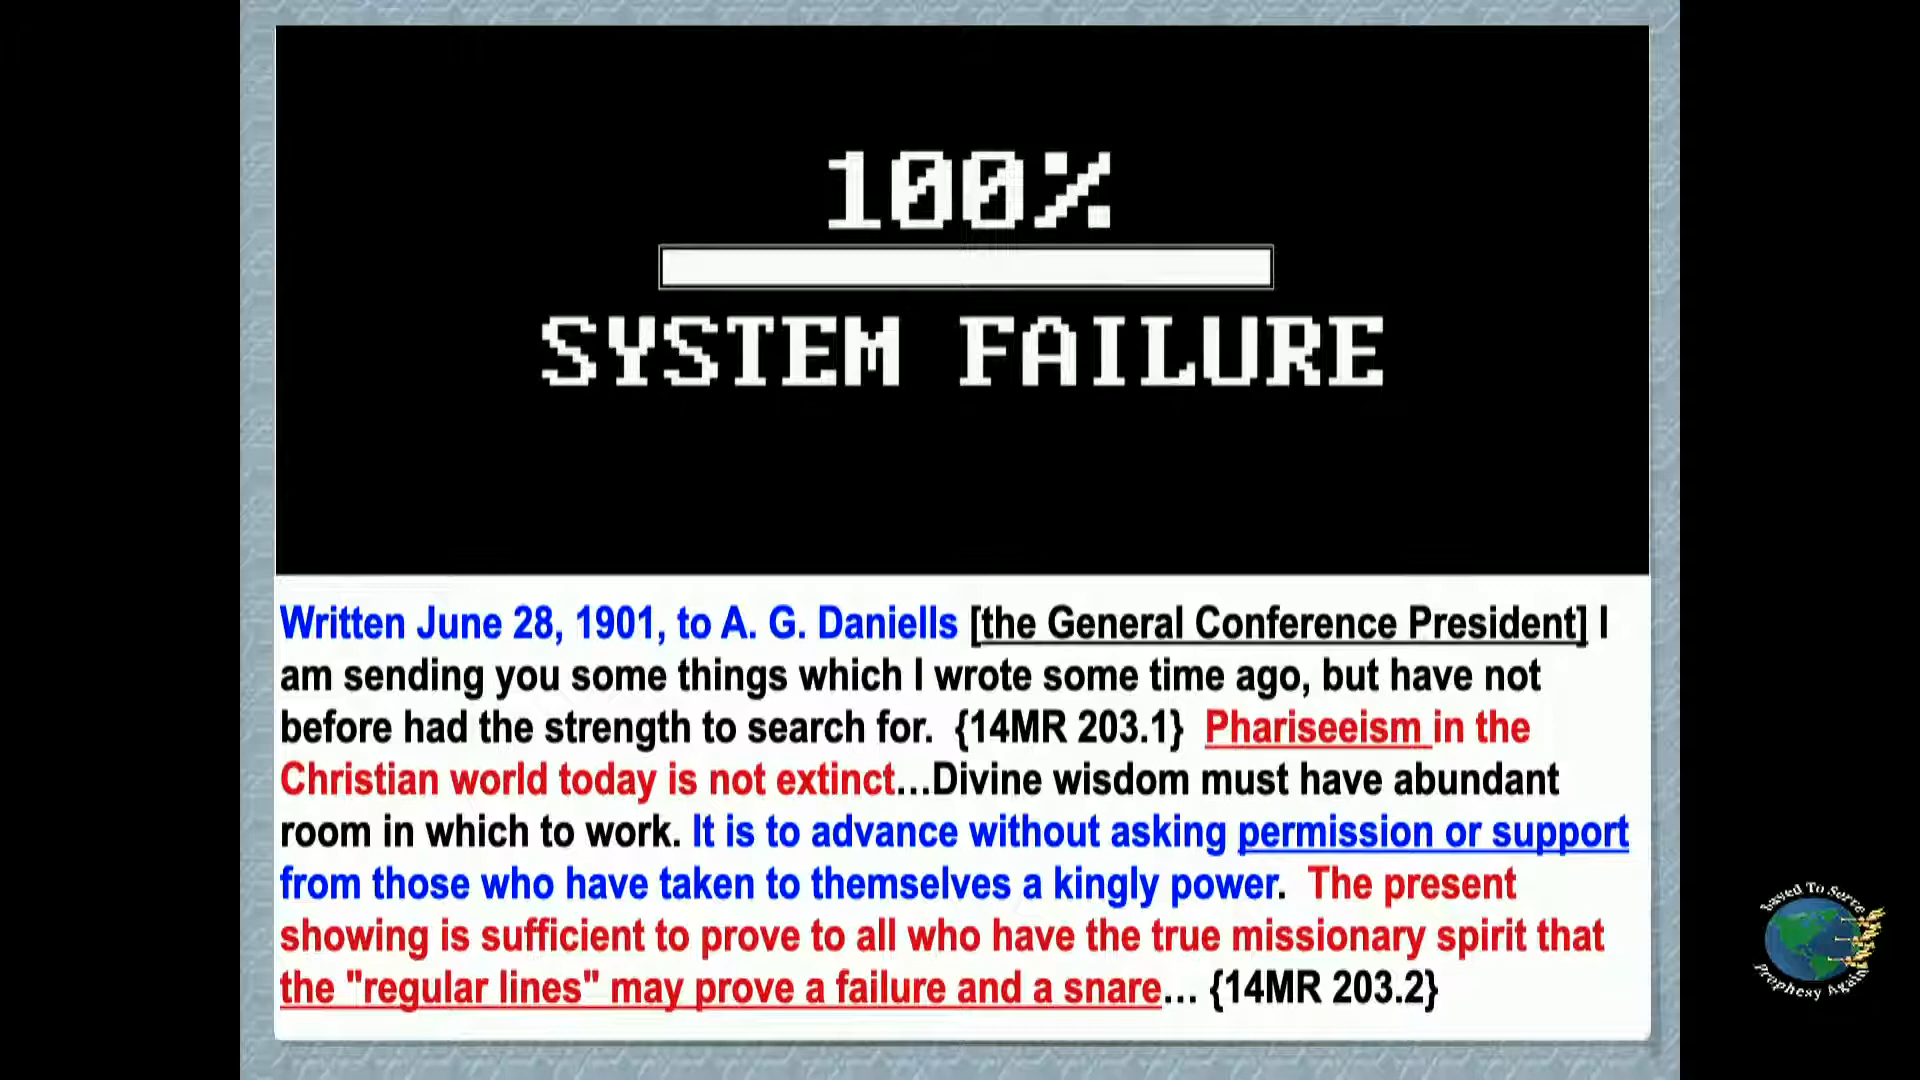 100%
SYSTEM FAILURE
Written June 28, 1901, to A. G. Daniells [the General Conference President] I
am sending you some things which I wrote some time ago, but have not
before had the strength to search for. {14MR 203.1} Phariseeism in the
Christian world today is not extinct…Divine wisdom must have abundant
room in which to work. It is to advance without asking permission or support
from those who have taken to themselves a kingly power. The present
showing is sufficient to prove to all who have the true missionary spirit that
the "regular lines" may prove a failure and a snare… {14MR 203.2}
To Serve
Prophesy Again